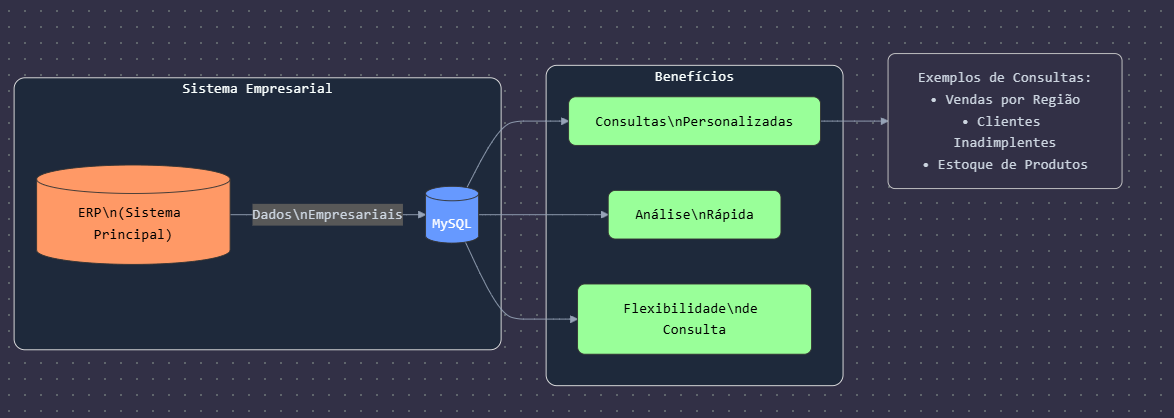 Sistema Empresarial
ERP\n(Sistema
Principal)
Dados\nEmpresariais
MySQL
Benefícios
Consultas\nPersonalizadas
Análise\nRápida
Flexibilidade\nde
Consulta
Exemplos de Consultas:
• Vendas por Região
• Clientes
Inadimplentes
• Estoque de Produtos